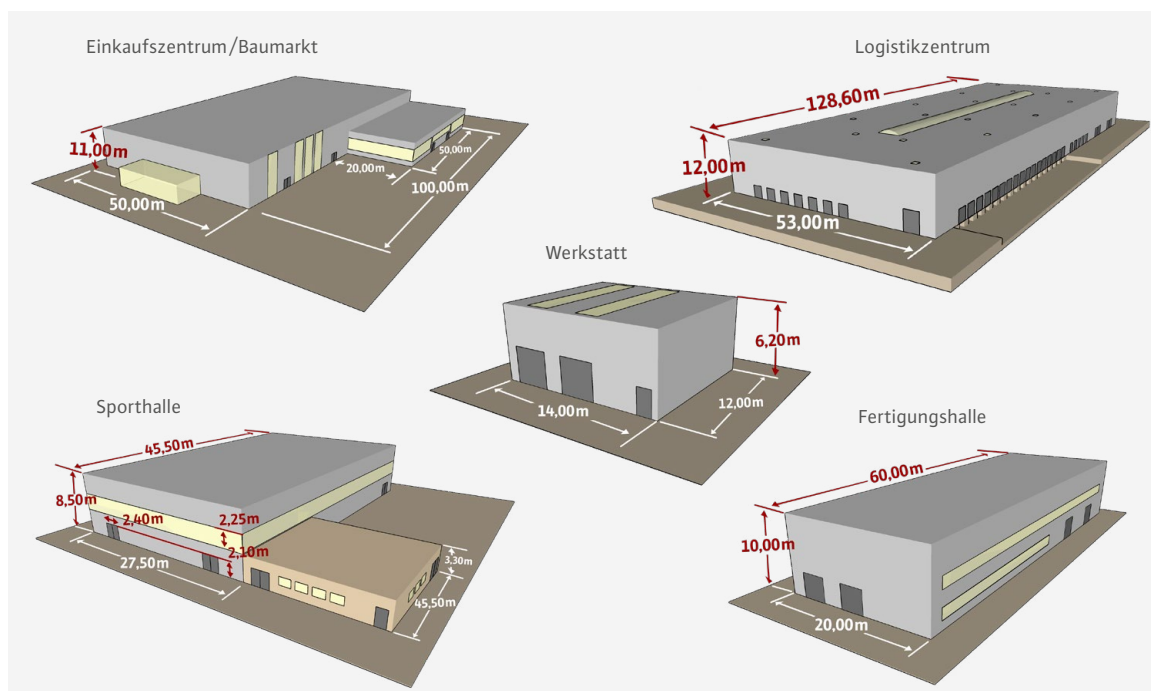 Einkaufszentrum/Baumarkt
11,00m
50,00m
20,00m
50,00m
100,00m
Logistikzentrum
128,60m
12,00m
53,00m
Werkstatt
6,20m
14,00m
12,00m
Sporthalle
45,50m
8,50m
2,40m
2,25m
2,10m
27,50m
3,30m
45,50m
Fertigungshalle
60,00m
10,00m
20,00m